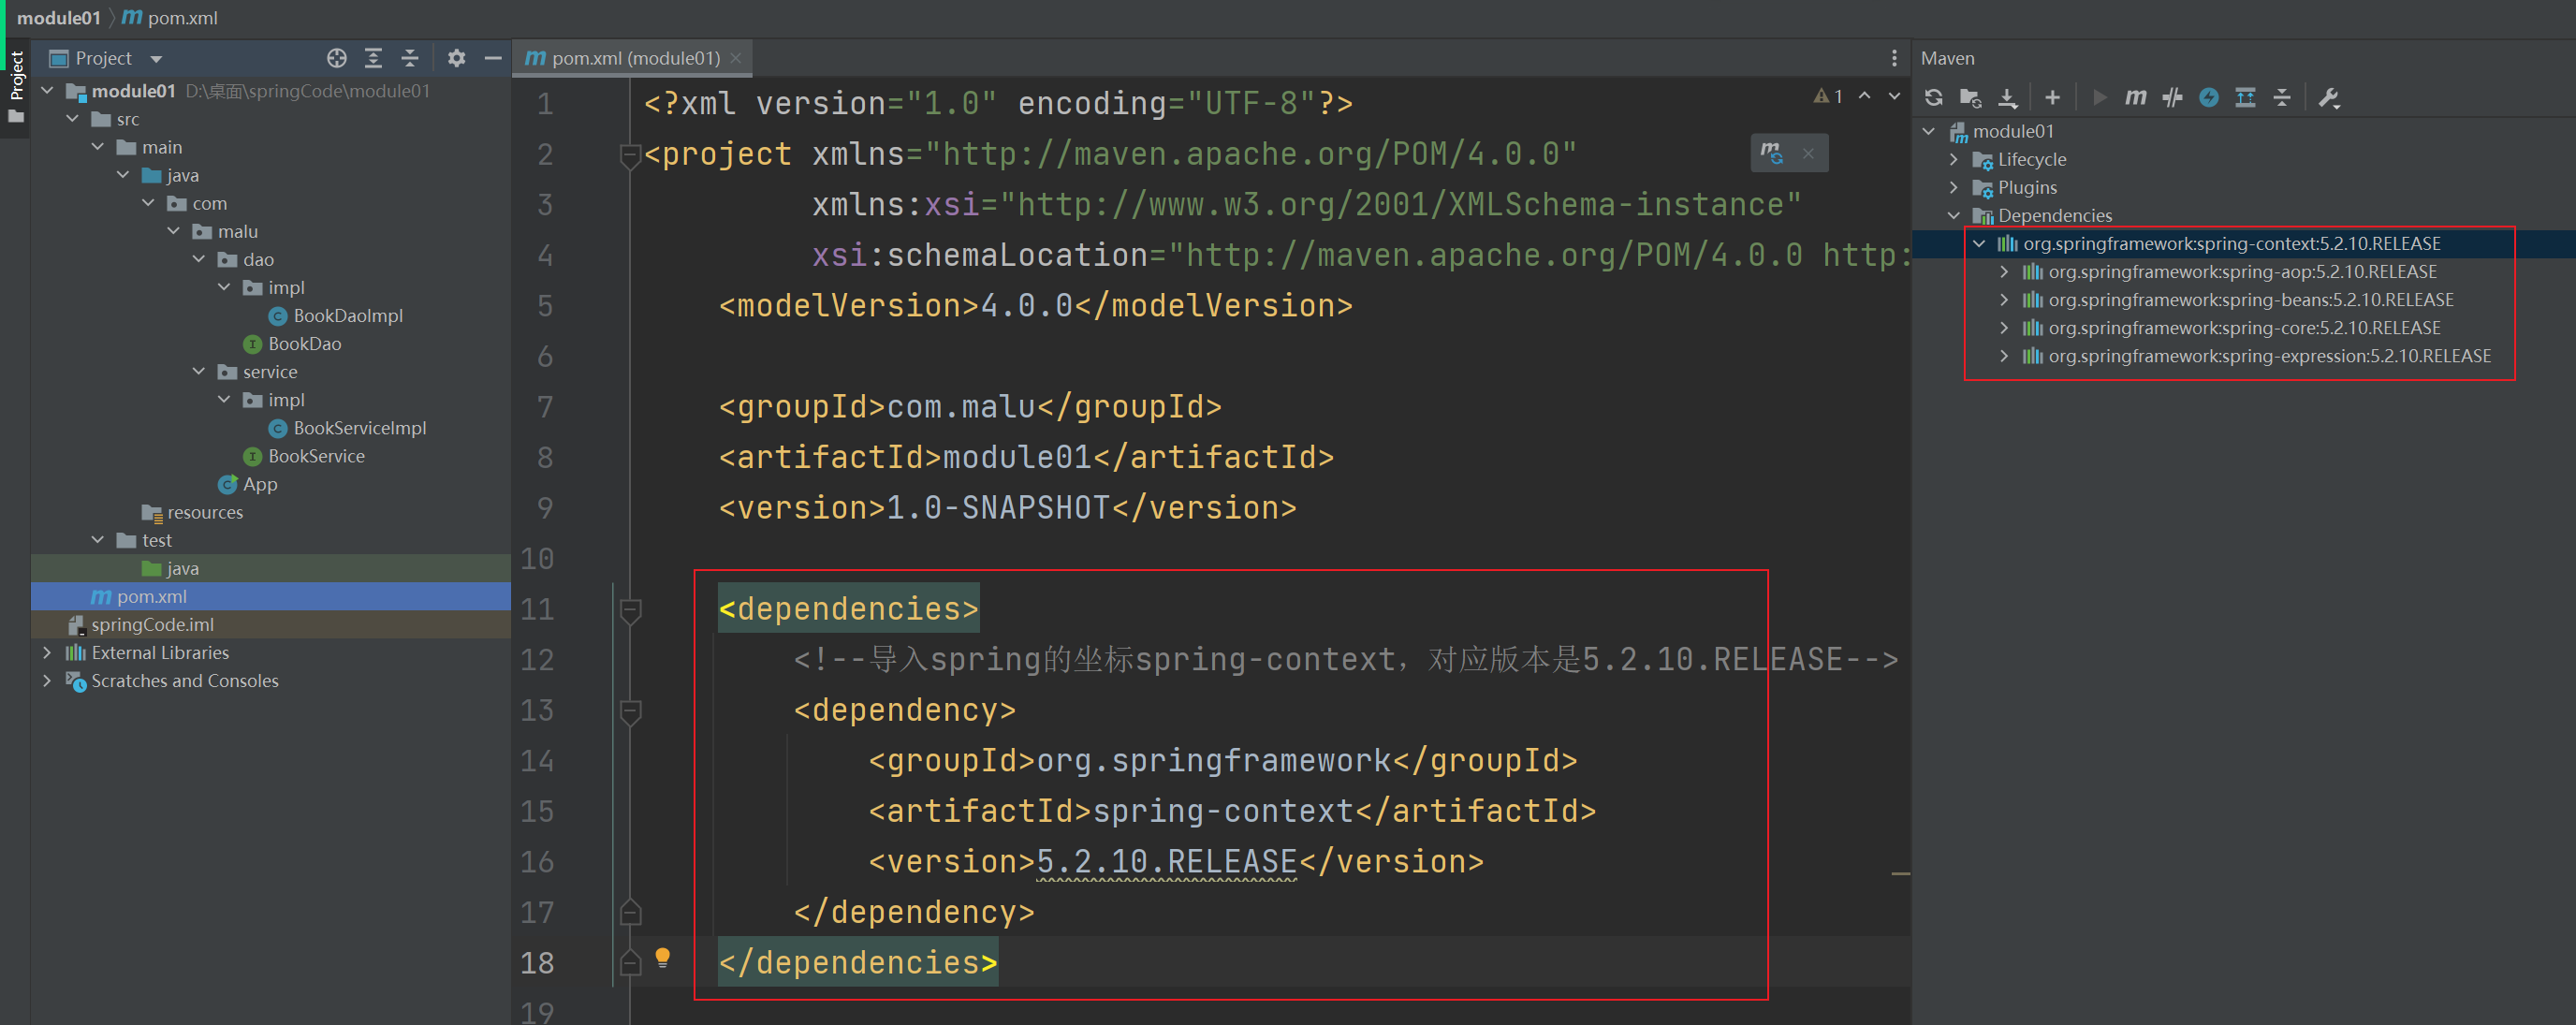 module01 pom.xml
Project
Project
module01 D:\桌面\springCode\module01
src
main
java
com
malu
dao
impl
BookDaoImpl
BookDao
service
impl
BookServiceImpl
BookService
App
resources
test
java
pom.xml
springCode.iml
External Libraries
Scratches and Consoles
pom.xml (module01)
1
1 <?xml version="1.0" encoding="UTF-8"?>
2 <project xmlns="http://maven.apache.org/POM/4.0.0"
3 xmlns:xsi="http://www.w3.org/2001/XMLSchema-instance"
4 xsi:schemaLocation="http://maven.apache.org/POM/4.0.0 http:
5 <modelVersion>4.0.0</modelVersion>
6
7 <groupId>com.malu</groupId>
8 <artifactId>module01</artifactId>
9 <version>1.0-SNAPSHOT</version>
10
11 <dependencies>
12 <!--导入spring的坐标spring-context，对应版本是5.2.10.RELEASE-->
13 <dependency>
14 <groupId>org.springframework</groupId>
15 <artifactId>spring-context</artifactId>
16 <version>5.2.10.RELEASE</version>
17 </dependency>
18 </dependencies>
19
Maven
module01
Lifecycle
Plugins
Dependencies
org.springframework:spring-context:5.2.10.RELEASE
org.springframework:spring-aop:5.2.10.RELEASE
org.springframework:spring-beans:5.2.10.RELEASE
org.springframework:spring-core:5.2.10.RELEASE
org.springframework:spring-expression:5.2.10.RELEASE